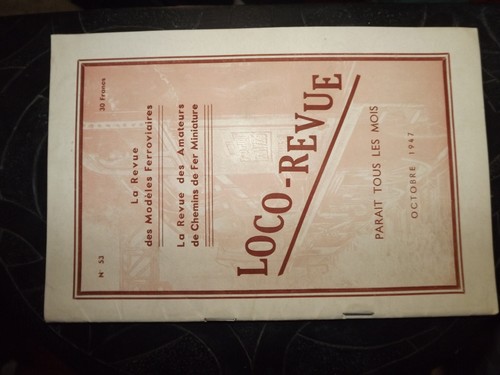 N° 53
30 Francs
La Revue
des Modèles Ferroviaires
La Revue des Amateurs
de Chemins de Fer Miniature
LOCO-REVUE
PARAIT TOUS LES MOIS
OCTOBRE 1947